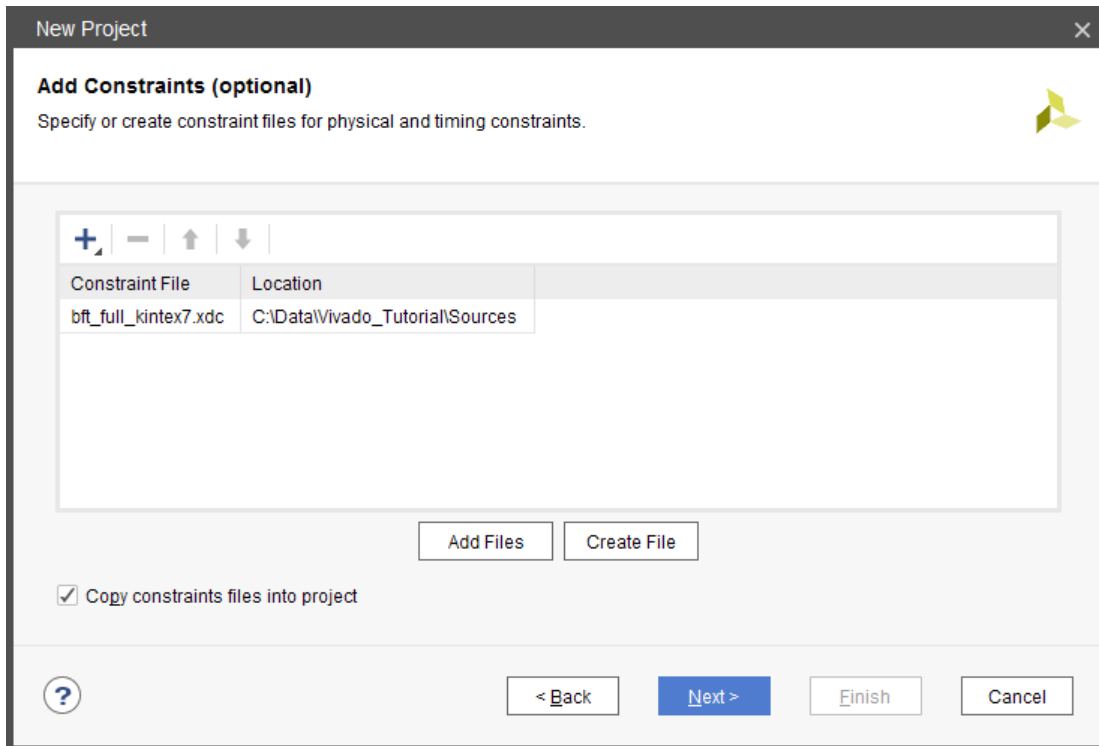 New Project
Add Constraints (optional)
Specify or create constraint files for physical and timing constraints.
Constraint File Location
bft_full_kintex7.xdc C:\Data\Vivado_Tutorial\Sources
Add Files Create File
Copy constraints files into project
? < Back Next > Finish Cancel